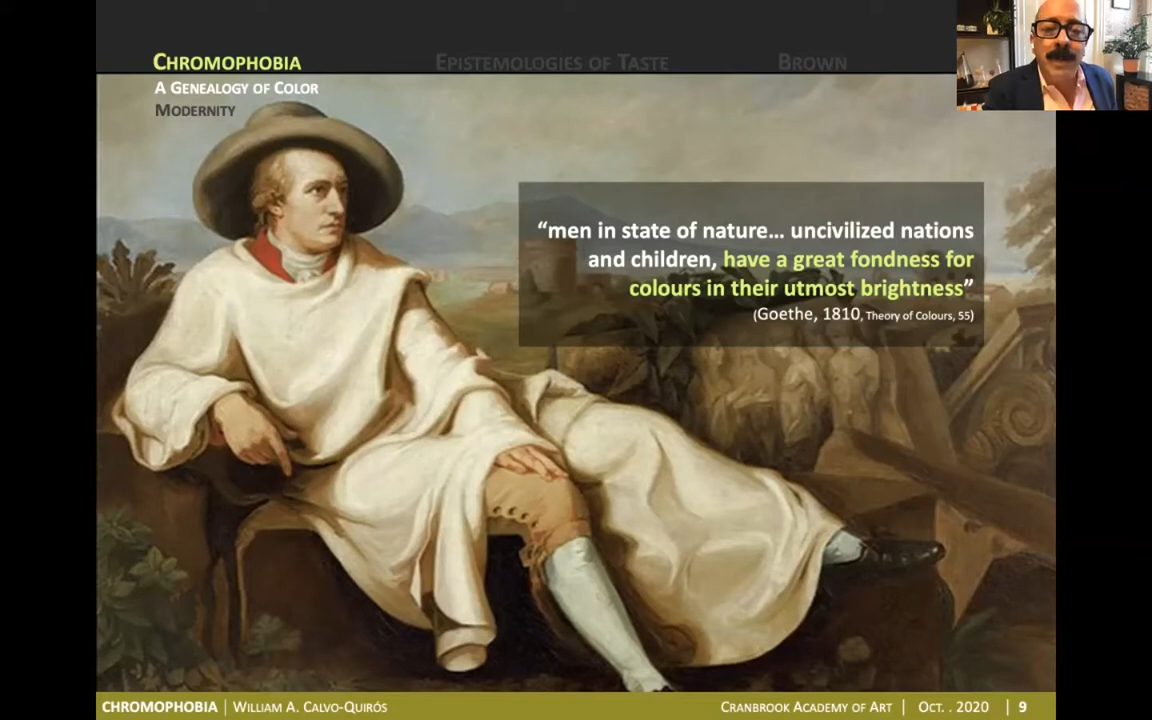 CHROMOPHOBIA EPISTEMOLOGIES OF TASTE BROWN
A GENEALOGY OF COLOR
MODERNITY
“men in state of nature... uncivilized nations
and children, have a great fondness for
colours in their utmost brightness”
(Goethe, 1810, Theory of Colours, 55)
CHROMOPHOBIA | WILLIAM A. CALVO-QUIRÓS CRANBROOK ACADEMY OF ART | OCT. . 2020 | 9